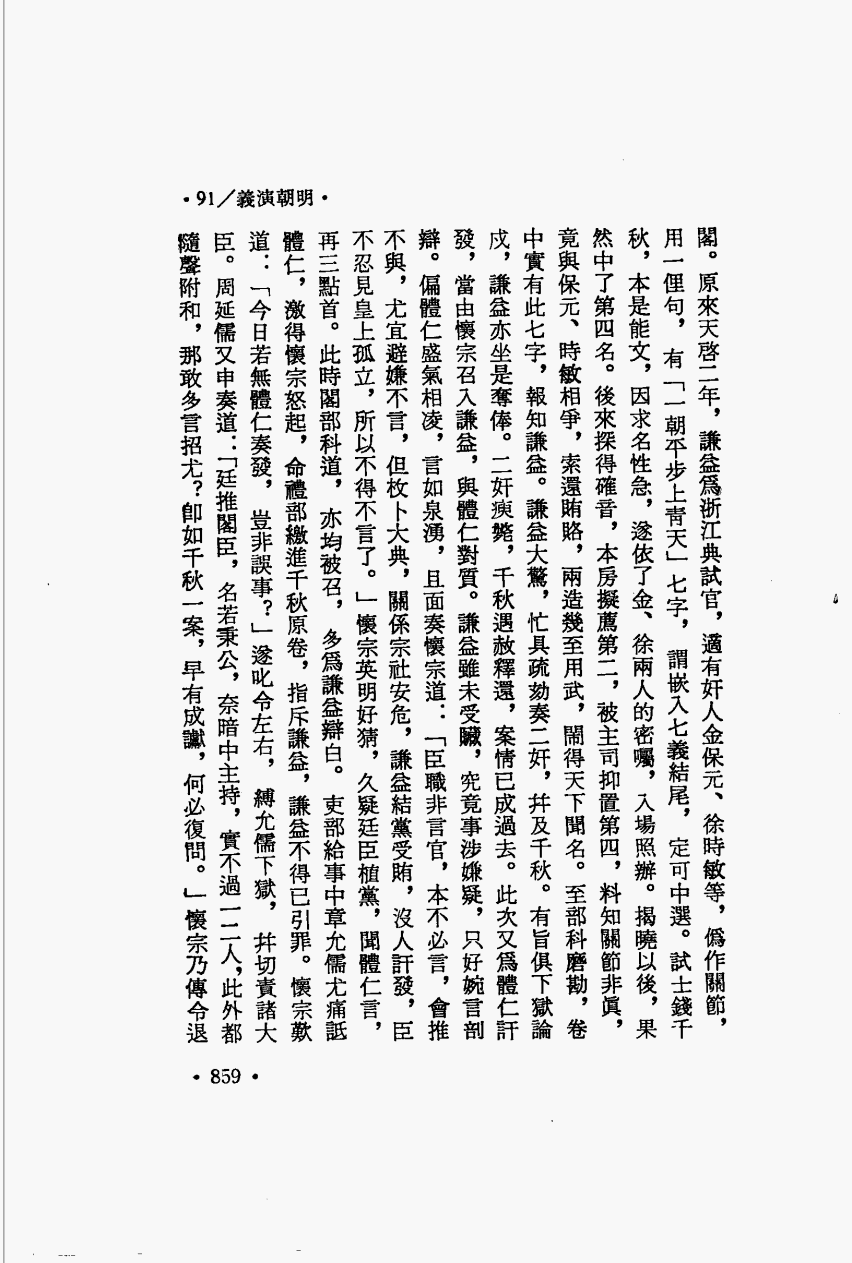 •91／義演朝明•
閣。原來天啓二年，謙益爲浙江典試官，適有奸人金保元、徐時敏等，僞作關節，
用一俚句，有「一朝平步上靑天」七字，謂嵌入七義結尾，定可中選。試士錢千
秋，本是能文，因求名性急，遂依了金、徐兩人的密囑，入場照辦。揭曉以後，果
然中了第四名。後來探得確音，本房擬薦第二，被主司抑置第四，料知關節非眞，
竟與保元、時敏相爭，索還賄賂，兩造幾至用武，鬧得天下聞名。至部科磨勘，卷
中實有此七字，報知謙益。謙益大驚，忙具疏劾奏二奸，幷及千秋。有旨俱下獄論
戍，謙益亦坐是奪俸。二奸瘐斃，千秋遇赦釋還，案情已成過去。此次又爲體仁訐
發，當由懷宗召入謙益，與體仁對質。謙益雖未受贓，究竟事涉嫌疑，只好婉言剖
辯。偏體仁盛氣相凌，言如泉湧，且面奏懷宗道：「臣職非言官，本不必言，會推
不與，尤宜避嫌不言，但枚卜大典，關係宗社安危，謙益結黨受賄，沒人訐發，臣
不忍見皇上孤立，所以不得不言了。」懷宗英明好猜，久疑廷臣植黨，聞體仁言，
再三點首。此時閣部科道，亦均被召，多爲謙益辯白。吏部給事中章允儒尤痛詆
體仁，激得懷宗怒起，命禮部繳進千秋原卷，指斥謙益，謙益不得已引罪。懷宗歎
道：「今日若無體仁奏發，豈非誤事？」遂叱令左右，縛允儒下獄，幷切責諸大
臣。周延儒又申奏道：「廷推閣臣，名若秉公，奈暗中主持，實不過一二人，此外都
隨聲附和，那敢多言招尤？卽如千秋一案，早有成讞，何必復問。」懷宗乃傳令退
•859•